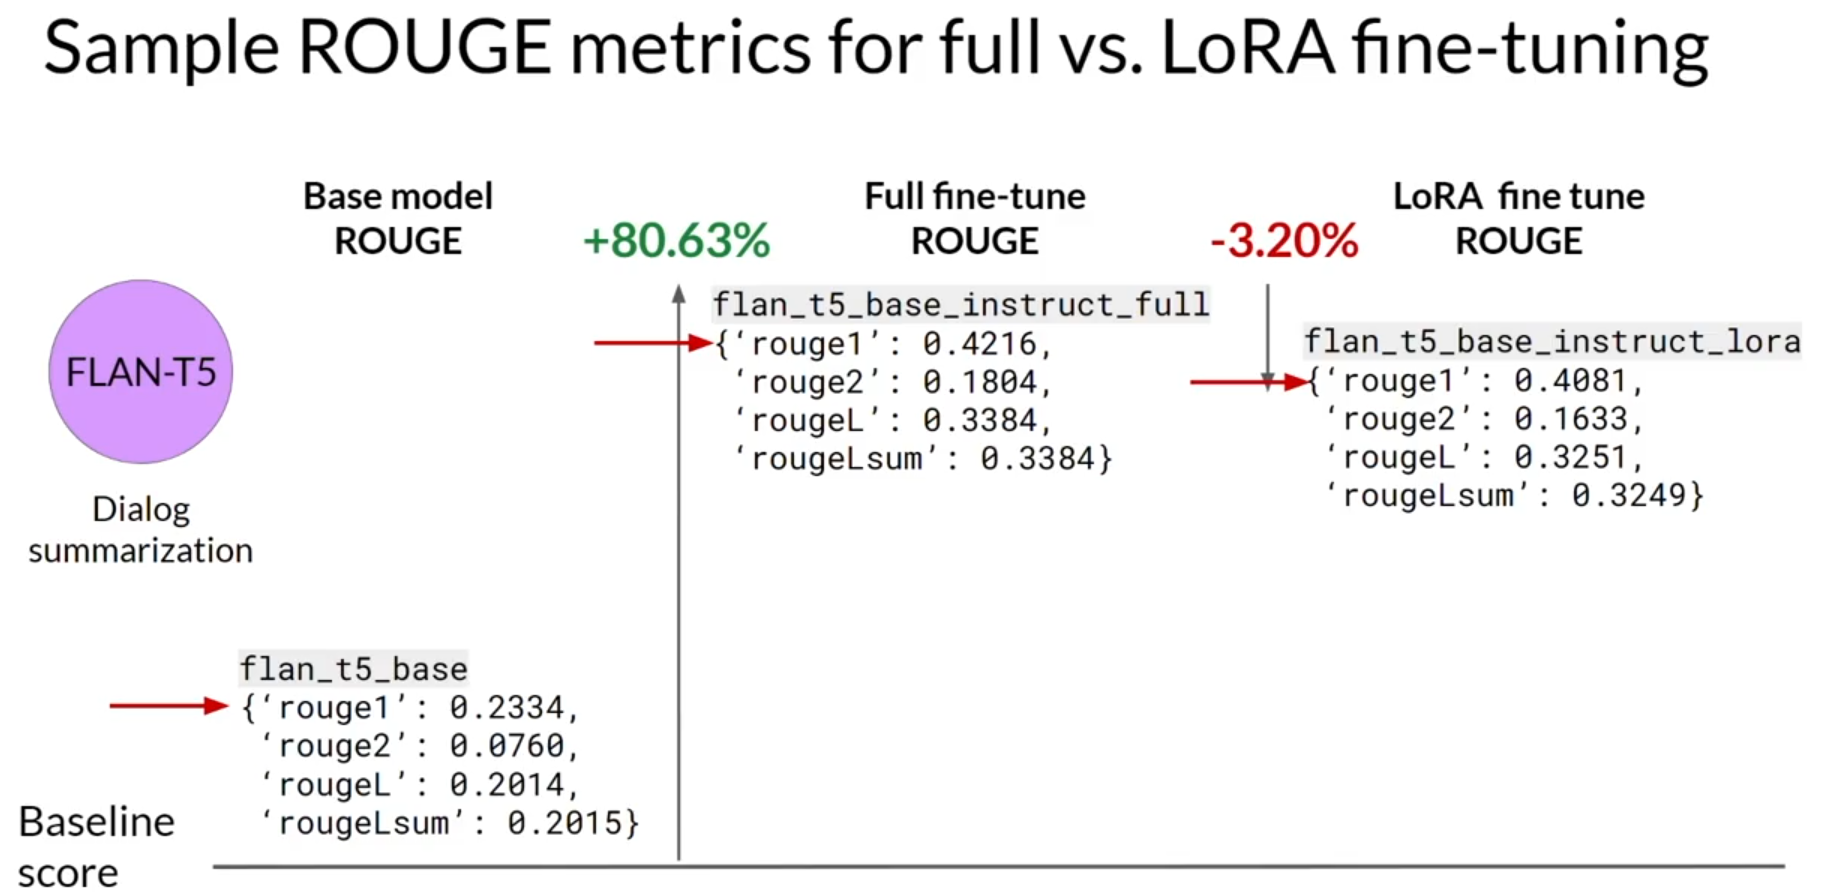 Sample ROUGE metrics for full vs. LoRA fine-tuning
Base model
ROUGE
+80.63%
Full fine-tune
ROUGE
-3.20%
LoRA fine tune
ROUGE
FLAN-T5
Dialog
summarization
flan_t5_base_instruct_full
{‘rouge1’: 0.4216,
‘rouge2’: 0.1804,
‘rougeL’: 0.3384,
‘rougeLsum’: 0.3384}
flan_t5_base_instruct_lora
{‘rouge1’: 0.4081,
‘rouge2’: 0.1633,
‘rougeL’: 0.3251,
‘rougeLsum’: 0.3249}
flan_t5_base
{‘rouge1’: 0.2334,
‘rouge2’: 0.0760,
‘rougeL’: 0.2014,
‘rougeLsum’: 0.2015}
Baseline
score